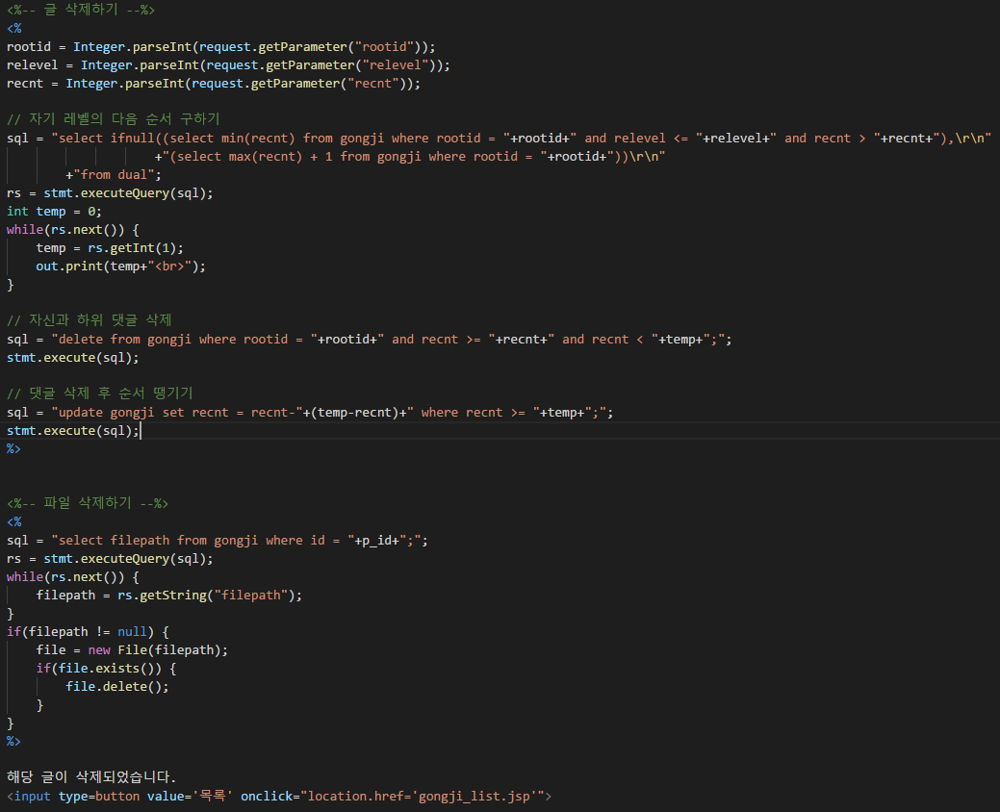 <%-- 글 삭제하기 --%>
<%
rootid = Integer.parseInt(request.getParameter("rootid"));
relevel = Integer.parseInt(request.getParameter("relevel"));
recnt = Integer.parseInt(request.getParameter("recnt"));
// 자기 레벨의 다음 순서 구하기
sql = "select ifnull((select min(recnt) from gongji where rootid = "+rootid+" and relevel <= "+relevel+" and recnt > "+recnt+"),\r\n"
+"(select max(recnt) + 1 from gongji where rootid = "+rootid+"))\r\n"
+"from dual";
rs = stmt.executeQuery(sql);
int temp = 0;
while(rs.next()) {
temp = rs.getInt(1);
out.print(temp+"<br>");
}
// 자신과 하위 댓글 삭제
sql = "delete from gongji where rootid = "+rootid+" and recnt >= "+recnt+" and recnt < "+temp+";";
stmt.execute(sql);
// 댓글 삭제 후 순서 땡기기
sql = "update gongji set recnt = recnt-"+(temp-recnt)+" where recnt >= "+temp+";";
stmt.execute(sql);
%>
<%-- 파일 삭제하기 --%>
<%
sql = "select filepath from gongji where id = "+p_id+";";
rs = stmt.executeQuery(sql);
while(rs.next()) {
filepath = rs.getString("filepath");
}
if(filepath != null) {
file = new File(filepath);
if(file.exists()) {
file.delete();
}
}
%>
해당 글이 삭제되었습니다.
<input type=button value='목록' onclick="location.href='gongji_list.jsp'">